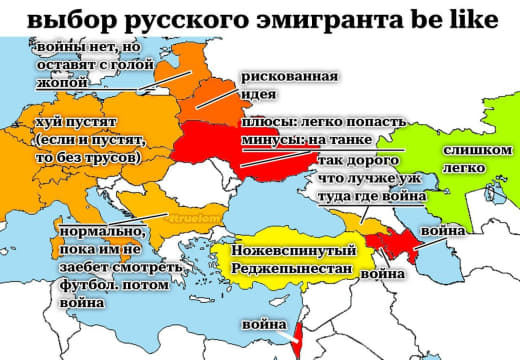 выбор русского эмигранта be like
войны нет, но
оставят с голой
жопой
рискованная
идея
хуй пустят
(если и пустят,
то без трусов)
плюсы: легко попасть
минусы: на танке
слишком
легко
так дорого
что лучже уж
туда где война
truelom
нормально,
пока им не
заебет смотреть
футбол. потом
война
Ножевспинутый
Реджепынестан
война
война
война